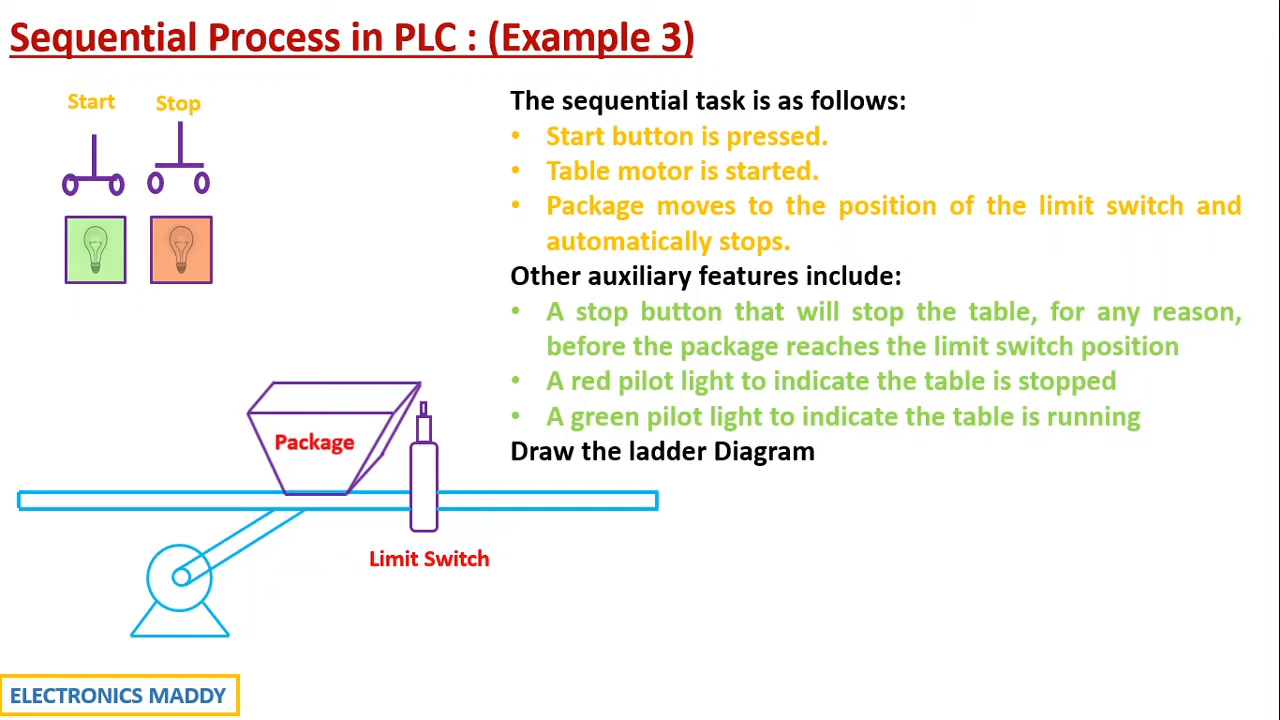 Sequential Process in PLC : (Example 3)
Start
Stop
The sequential task is as follows:
• Start button is pressed.
• Table motor is started.
• Package moves to the position of the limit switch and
automatically stops.
Other auxiliary features include:
• A stop button that will stop the table, for any reason,
before the package reaches the limit switch position
• A red pilot light to indicate the table is stopped
• A green pilot light to indicate the table is running
Draw the ladder Diagram
Package
Limit Switch
ELECTRONICS MADDY